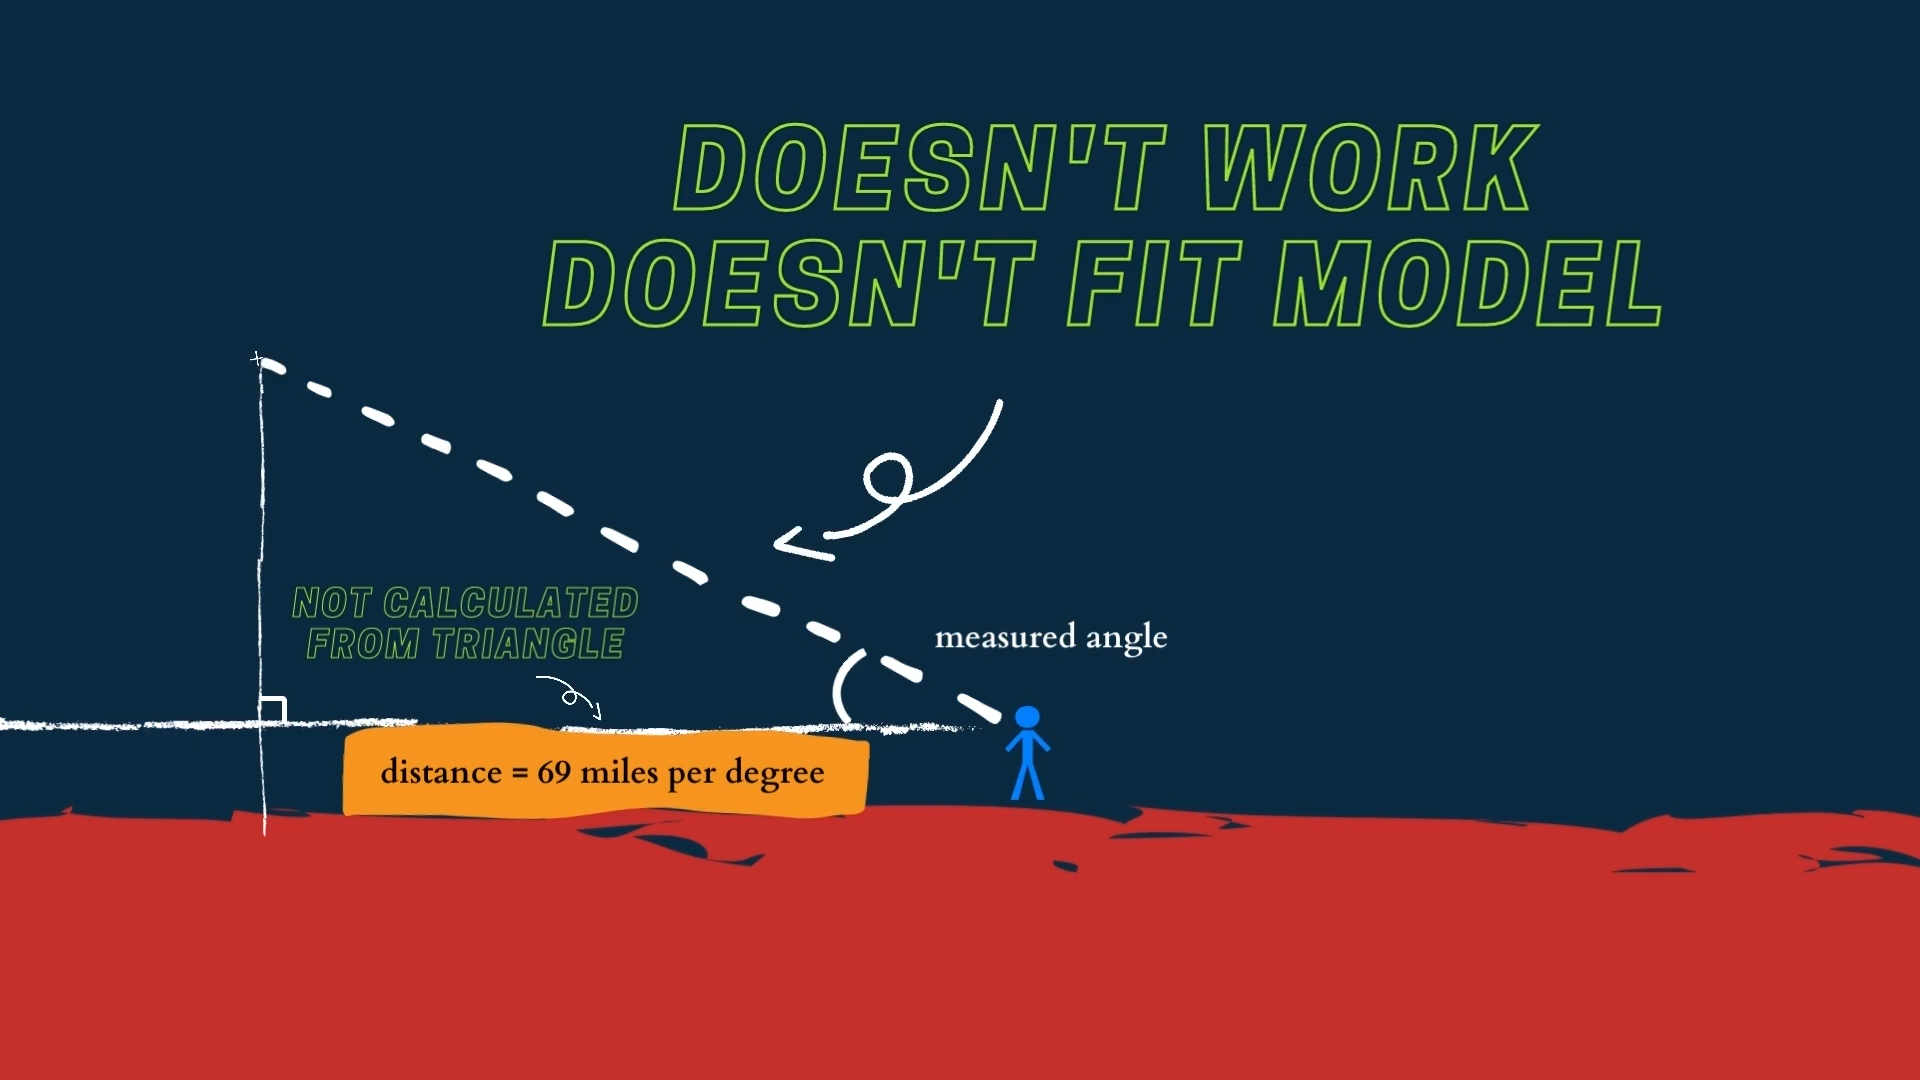 DOESN'T WORK
DOESN'T FIT MODEL
NOT CALCULATED
FROM TRIANGLE
measured angle
distance = 69 miles per degree